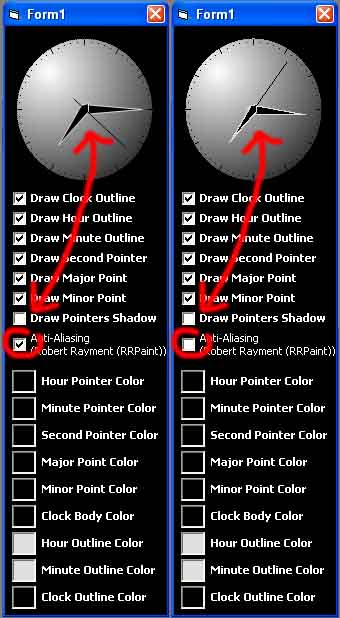 Form1
Draw Clock Outline
Draw Hour Outline
Draw Minute Outline
Draw Second Pointer
Draw Major Point
Draw Minor Point
Draw Pointers Shadow
Anti-Aliasing
(Robert Rayment (RRPaint))
Hour Pointer Color
Minute Pointer Color
Second Pointer Color
Major Point Color
Minor Point Color
Clock Body Color
Hour Outline Color
Minute Outline Color
Clock Outline Color
Form1
Draw Clock Outline
Draw Hour Outline
Draw Minute Outline
Draw Second Pointer
Draw Major Point
Draw Minor Point
Draw Pointers Shadow
Anti-Aliasing
(Robert Rayment (RRPaint))
Hour Pointer Color
Minute Pointer Color
Second Pointer Color
Major Point Color
Minor Point Color
Clock Body Color
Hour Outline Color
Minute Outline Color
Clock Outline Color